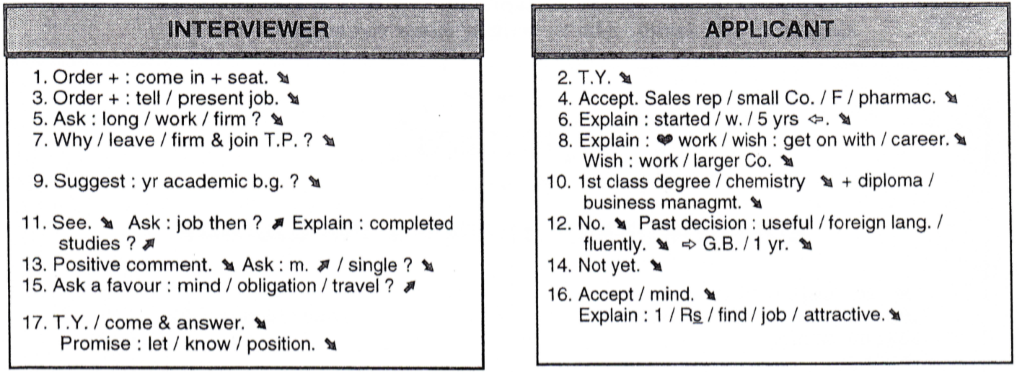 INTERVIEWER
1. Order + : come in + seat. ➘
3. Order + : tell / present job. ➘
5. Ask : long / work / firm ? ➘
7. Why / leave / firm & join T.P. ? ➘
9. Suggest : yr academic b.g. ? ➘
11. See. ➘ Ask : job then ? ➚ Explain : completed
studies ? ➚
13. Positive comment. ➘ Ask : m. ➚ / single ? ➘
15. Ask a favour : mind / obligation / travel ? ➚
17. T.Y. / come & answer. ➘
Promise : let / know / position. ➘
APPLICANT
2. T.Y. ➘
4. Accept. Sales rep / small Co. / F / pharmac. ➘
6. Explain : started / w. / 5 yrs ⇦. ➘
8. Explain : ❤ work / wish : get on with / career. ➘
Wish : work / larger Co. ➘
10. 1st class degree / chemistry ➘ + diploma /
business managmt. ➘
12. No. ➘ Past decision : useful / foreign lang. /
fluently. ➘ ⇨ G.B. / 1 yr. ➘
14. Not yet. ➘
16. Accept / mind. ➘
Explain : 1 / Rs / find / job / attractive. ➘